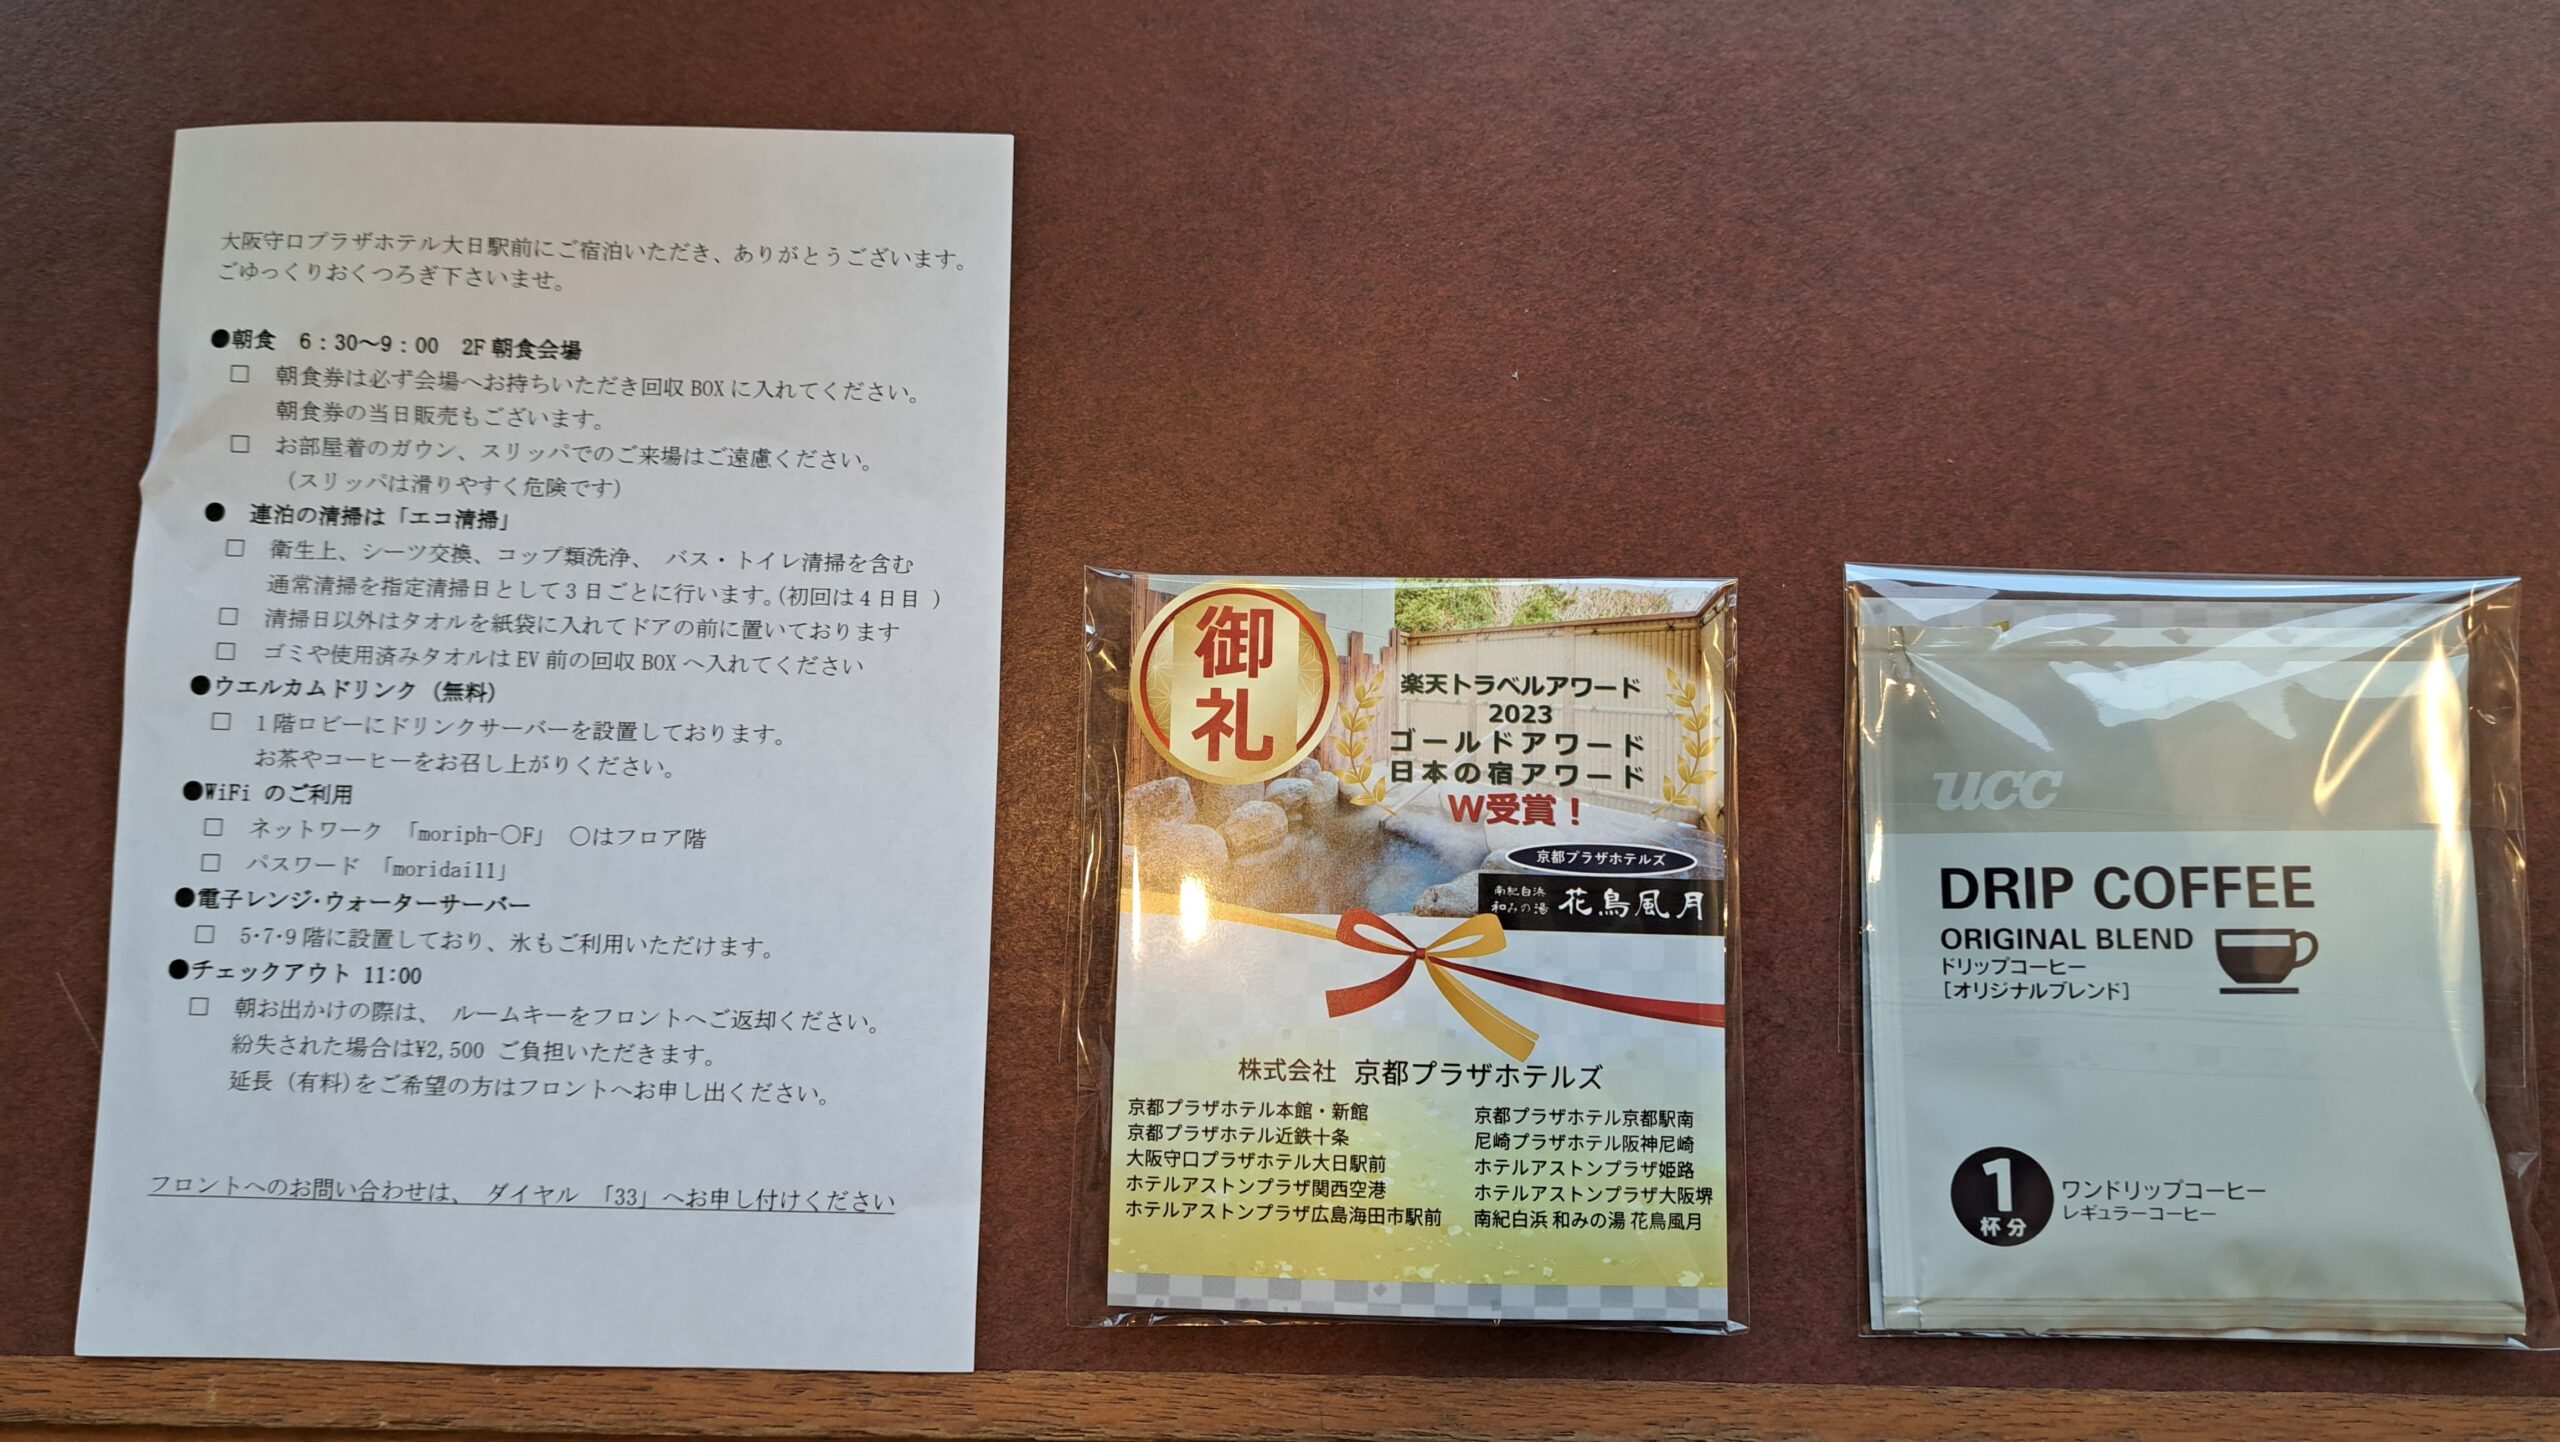 大阪守口プラザホテル大日駅前にご宿泊いただき、ありがとうございます。
ごゆっくりおくつろぎ下さいませ。
●朝食　6：30～9：00　2F 朝食会場
□　朝食券は必ず会場へお持ちいただき回収 BOX に入れてください。
朝食券の当日販売もございます。
□　お部屋着のガウン、スリッパでのご来場はご遠慮ください。
（スリッパは滑りやすく危険です）
●　連泊の清掃は「エコ清掃」
□　衛生上、シーツ交換、コップ類洗浄、 バス・トイレ清掃を含む
通常清掃を指定清掃日として３日ごとに行います。(初回は４日目 )
□　清掃日以外はタオルを紙袋に入れてドアの前に置いております
□　ゴミや使用済みタオルは EV 前の回収 BOX へ入れてください
●ウエルカムドリンク（無料）
□　１階ロビーにドリンクサーバーを設置しております。
お茶やコーヒーをお召し上がりください。
●WiFi のご利用
□　ネットワーク 「moriph-〇F」　〇はフロア階
□　パスワード 「moridai11」
●電子レンジ・ウォーターサーバー
□　5・7・9 階に設置しており、氷もご利用いただけます。
●チェックアウト 11:00
□　朝お出かけの際は、 ルームキーをフロントへご返却ください。
紛失された場合は¥2,500 ご負担いただきます。
延長（有料）をご希望の方はフロントへお申し出ください。
フロントへのお問い合わせは、 ダイヤル 「33」へお申し付けください
御礼
楽天トラベルアワード
2023
ゴールドアワード
日本の宿アワード
W受賞！
京都プラザホテルズ
南紀白浜
和みの湯 花鳥風月
株式会社 京都プラザホテルズ
京都プラザホテル本館・新館
京都プラザホテル近鉄十条
大阪守口プラザホテル大日駅前
ホテルアストンプラザ関西空港
ホテルアストンプラザ広島海田市駅前
京都プラザホテル京都駅南
尼崎プラザホテル阪神尼崎
ホテルアストンプラザ姫路
ホテルアストンプラザ大阪堺
南紀白浜 和みの湯 花鳥風月
UCC
DRIP COFFEE
ORIGINAL BLEND
ドリップコーヒー
［オリジナルブレンド］
1
杯分
ワンドリップコーヒー
レギュラーコーヒー